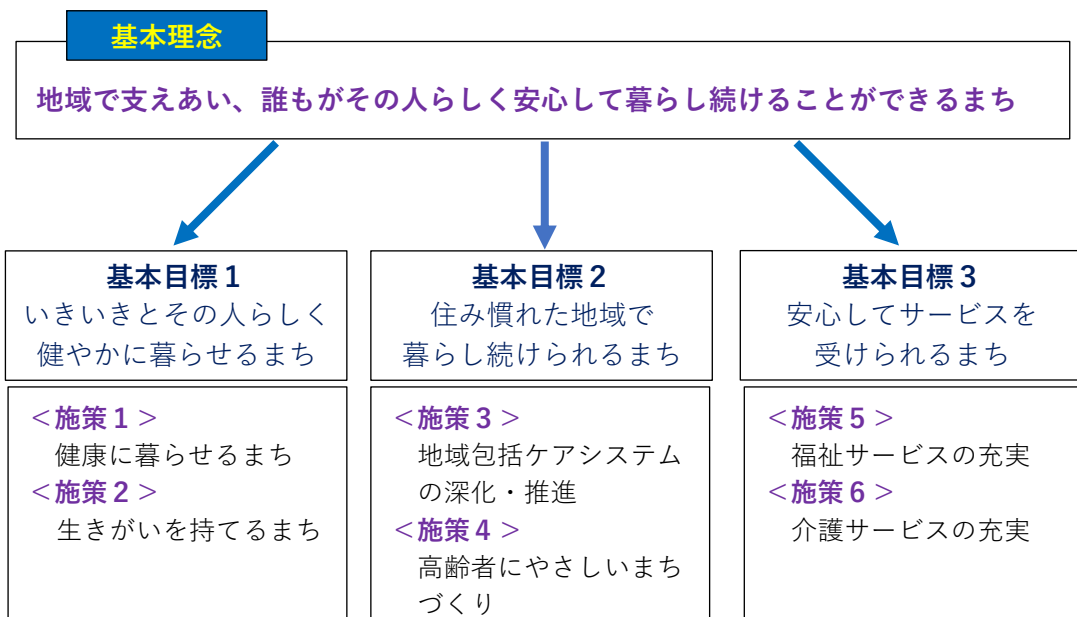 基本理念
地域で支えあい、誰もがその人らしく安心して暮らし続けることができるまち
基本目標1
いきいきとその人らしく
健やかに暮らせるまち
<施策1>
健康に暮らせるまち
<施策2>
生きがいを持てるまち
基本目標2
住み慣れた地域で
暮らし続けられるまち
<施策3>
地域包括ケアシステム
の深化・推進
<施策4>
高齢者にやさしいまち
づくり
基本目標3
安心してサービスを
受けられるまち
<施策5>
福祉サービスの充実
<施策6>
介護サービスの充実